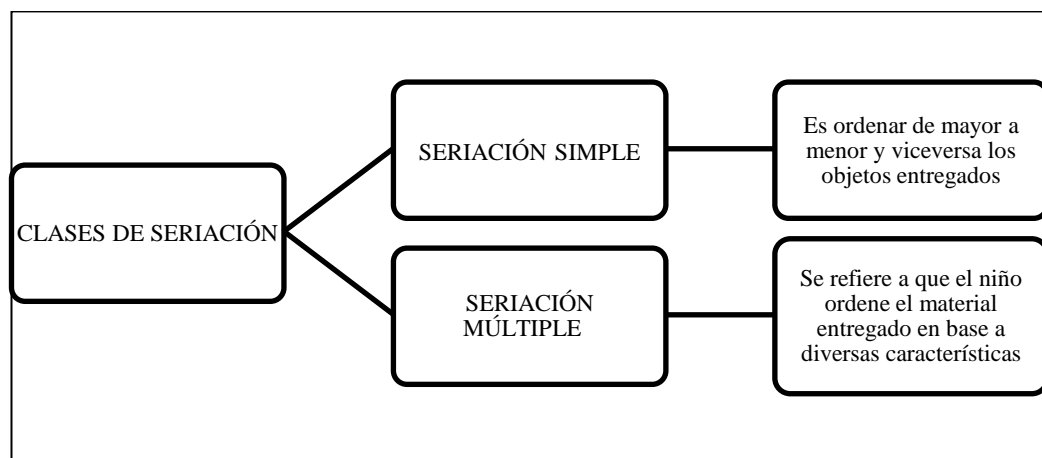 CLASES DE SERIACIÓN
SERIACIÓN SIMPLE
Es ordenar de mayor a
menor y viceversa los
objetos entregados
SERIACIÓN
MÚLTIPLE
Se refiere a que el niño
ordene el material
entregado en base a
diversas characterísticas